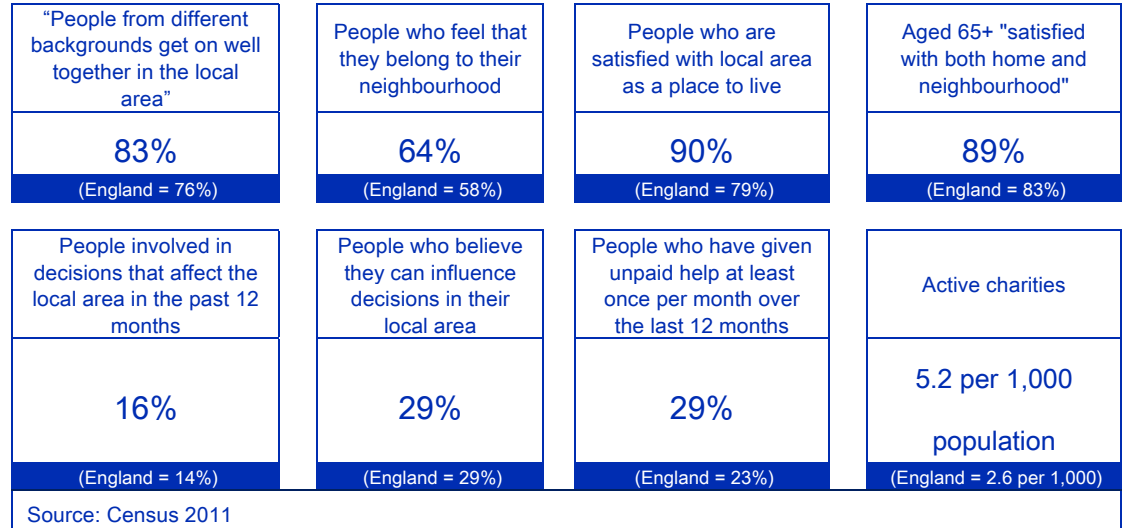 “People from different
backgrounds get on well
together in the local
area”
83%
(England = 76%)
People who feel that
they belong to their
neighbourhood
64%
(England = 58%)
People who are
satisfied with local area
as a place to live
90%
(England = 79%)
Aged 65+ "satisfied
with both home and
neighbourhood"
89%
(England = 83%)
People involved in
decisions that affect the
local area in the past 12
months
16%
(England = 14%)
People who believe
they can influence
decisions in their
local area
29%
(England = 29%)
People who have given
unpaid help at least
once per month over
the last 12 months
29%
(England = 23%)
Active charities
5.2 per 1,000
population
(England = 2.6 per 1,000)
Source: Census 2011